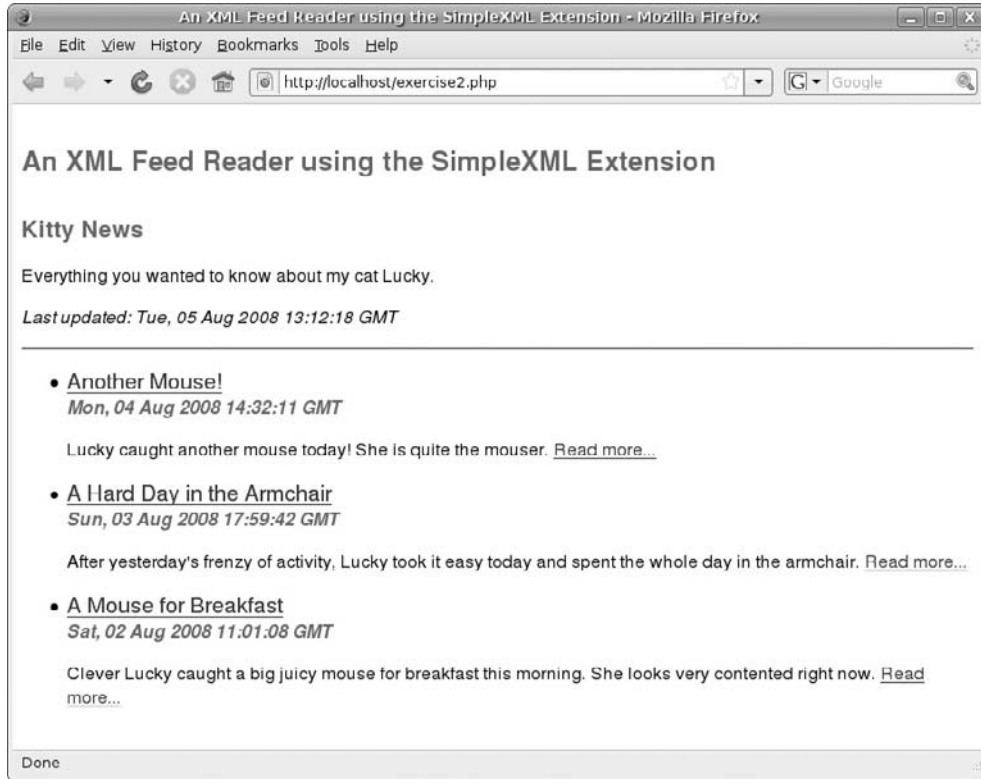 An XML Feed Reader using the SimpleXML Extension - Mozilla Firefox
File Edit View History Bookmarks Tools Help
http://localhost/exercise2.php G Google
An XML Feed Reader using the SimpleXML Extension
Kitty News
Everything you wanted to know about my cat Lucky.
Last updated: Tue, 05 Aug 2008 13:12:18 GMT
• Another Mouse!
Mon, 04 Aug 2008 14:32:11 GMT
Lucky caught another mouse today! She is quite the mouser. Read more...
• A Hard Day in the Armchair
Sun, 03 Aug 2008 17:59:42 GMT
After yesterday's frenzy of activity, Lucky took it easy today and spent the whole day in the armchair. Read more...
• A Mouse for Breakfast
Sat, 02 Aug 2008 11:01:08 GMT
Clever Lucky caught a big juicy mouse for breakfast this morning. She looks very contented right now. Read
more...
Done